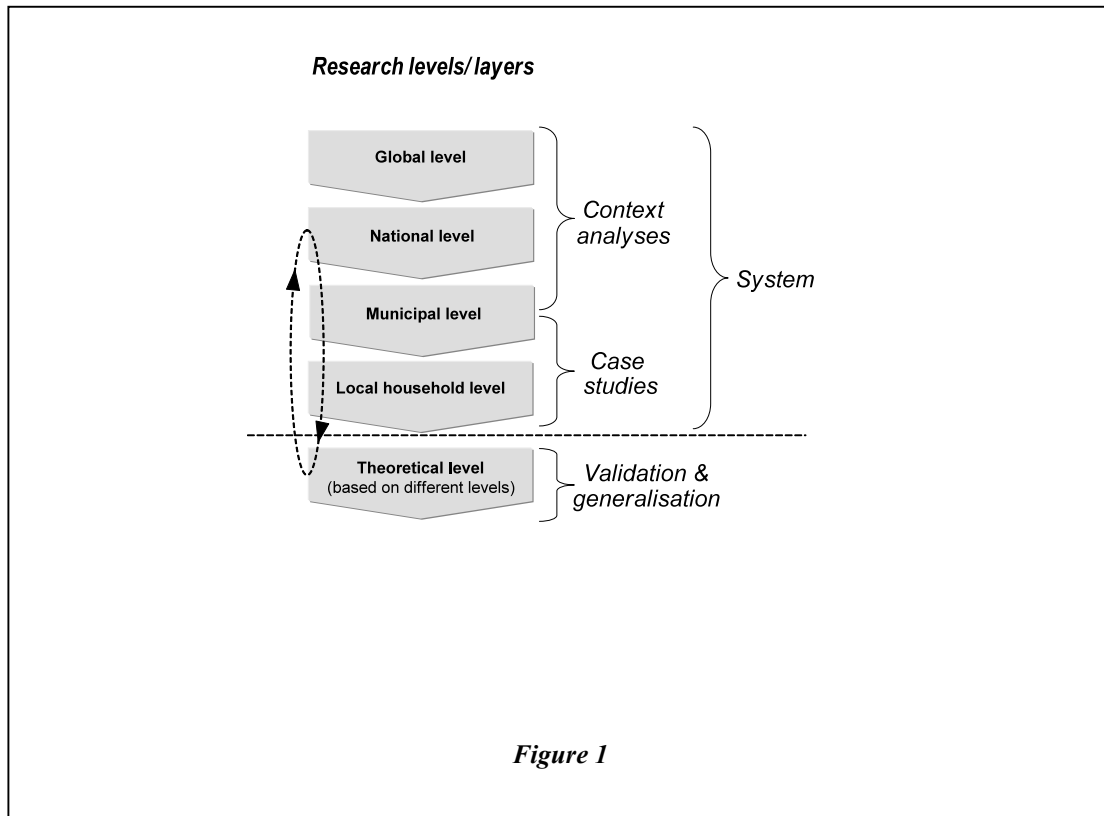 Research levels/ layers
Global level
National level
Municipal level
Local household level
Theoretical level
(based on different levels)
Context
analyses
Case
studies
System
Validation &
generalisation
Figure 1